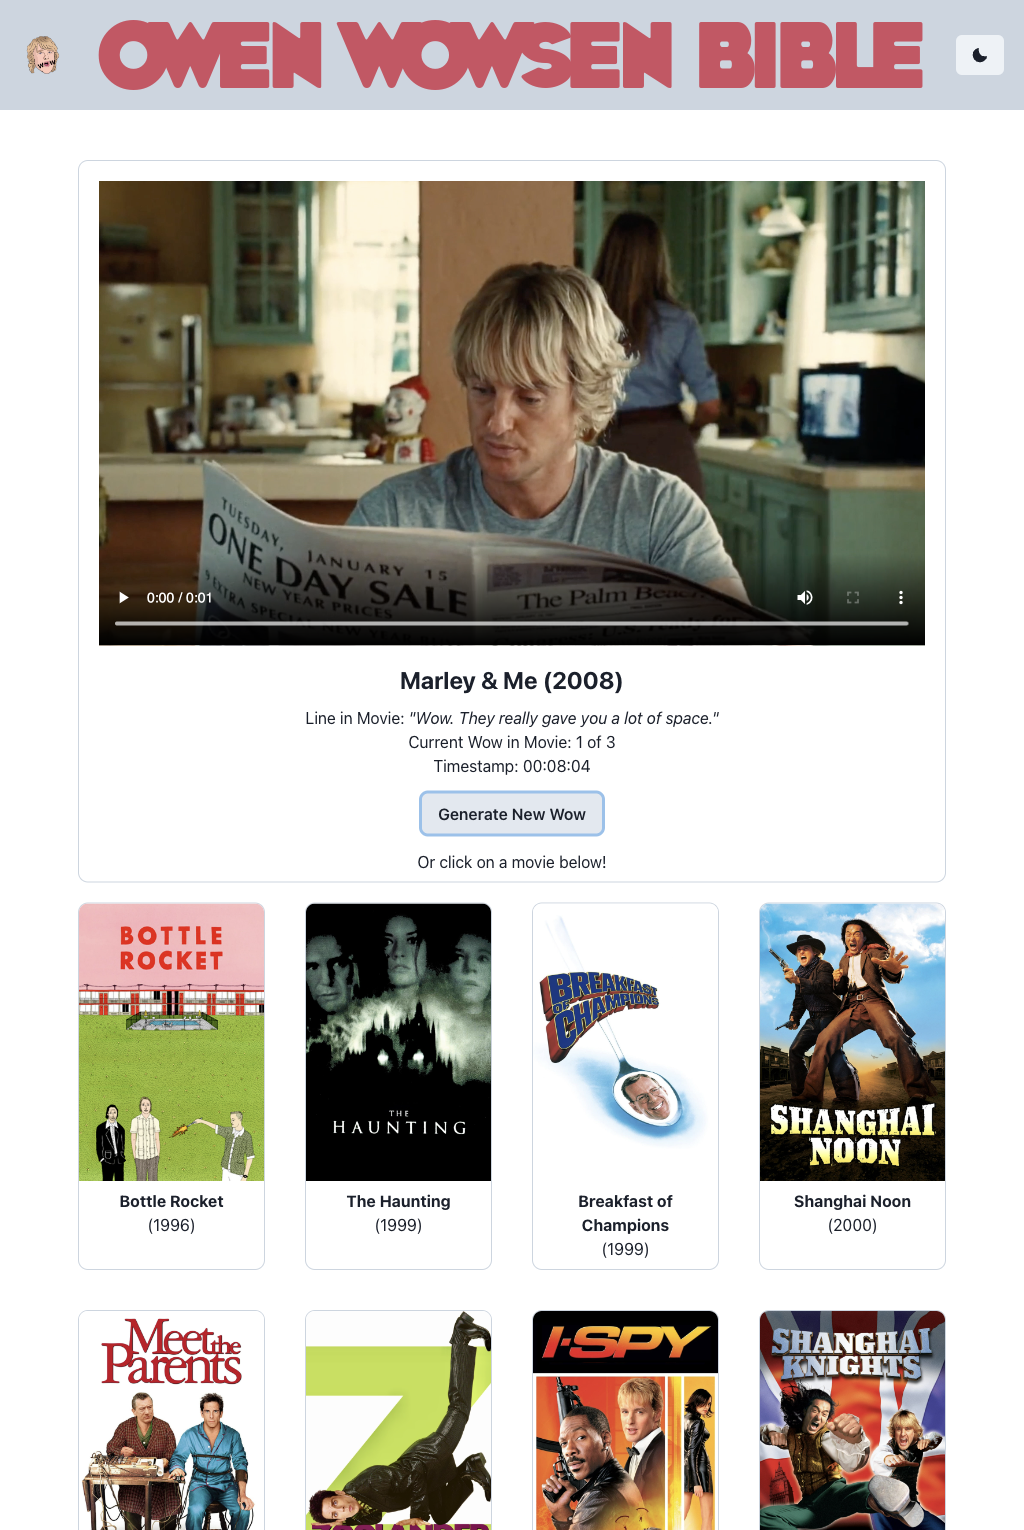 WOW
OWEN WOWSEN BIBLE
TUESDAY, JANUARY 15
ONE DAY SALE
EXTRA SPECIAL NEW YEAR PRICES
The Palm Beach
0:00 / 0:01
Marley & Me (2008)
Line in Movie: "Wow. They really gave you a lot of space."
Current Wow in Movie: 1 of 3
Timestamp: 00:08:04
Generate New Wow
Or click on a movie below!
BOTTLE
ROCKET
THE
HAUNTING
BREAKFAST
OF
CHAMPIONS
SHANGHAI
NOON
Bottle Rocket
(1996)
The Haunting
(1999)
Breakfast of
Champions
(1999)
Shanghai Noon
(2000)
Meet the
Parents
I-SPY
SHANGHAI
KNIGHTS
ZOOLANDER